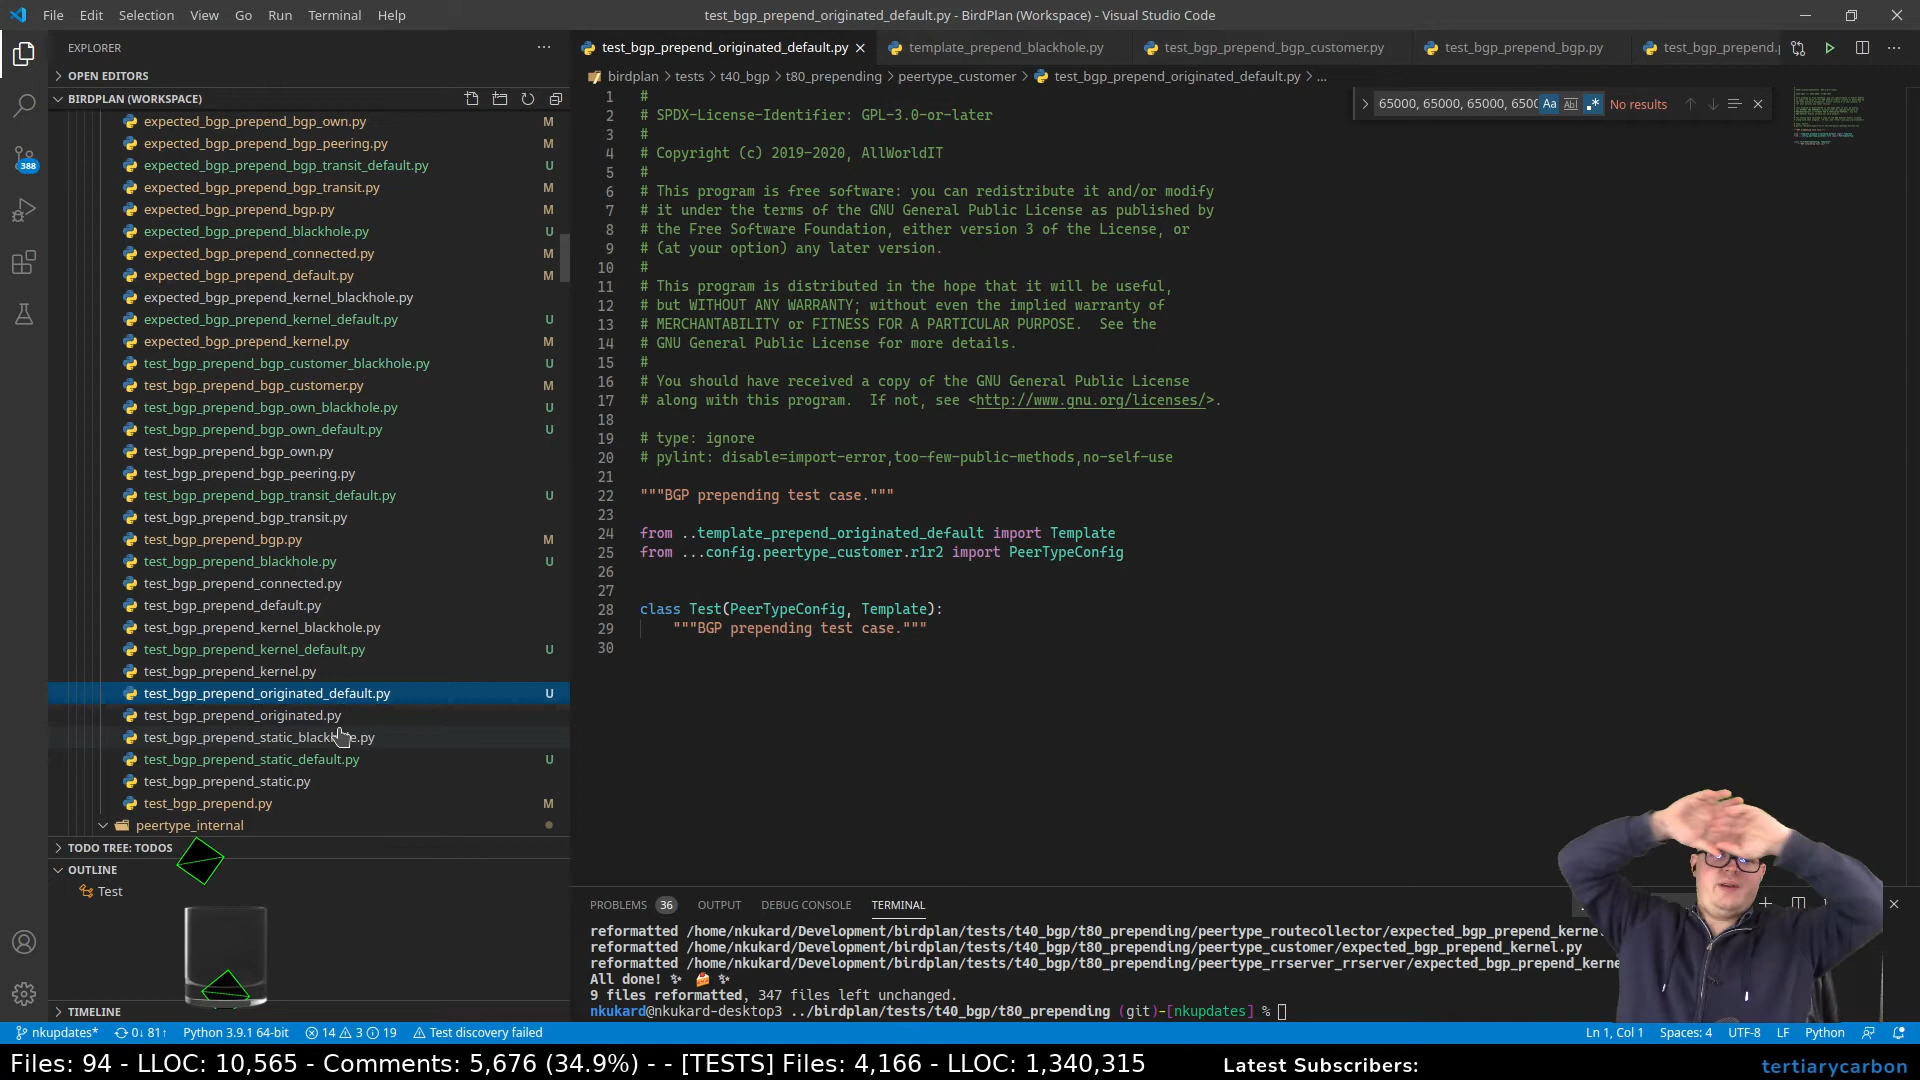 File Edit Selection View Go Run Terminal Help
test_bgp_prepend_originated_default.py - BirdPlan (Workspace) - Visual Studio Code
EXPLORER
OPEN EDITORS
BIRDPLAN (WORKSPACE)
expected_bgp_prepend_bgp_own.py M
expected_bgp_prepend_bgp_peering.py M
expected_bgp_prepend_bgp_transit_default.py U
expected_bgp_prepend_bgp_transit.py M
expected_bgp_prepend_bgp.py M
expected_bgp_prepend_blackhole.py U
expected_bgp_prepend_connected.py M
expected_bgp_prepend_default.py M
expected_bgp_prepend_kernel_blackhole.py
expected_bgp_prepend_kernel_default.py U
expected_bgp_prepend_kernel.py M
test_bgp_prepend_bgp_customer_blackhole.py U
test_bgp_prepend_bgp_customer.py M
test_bgp_prepend_bgp_own_blackhole.py U
test_bgp_prepend_bgp_own_default.py U
test_bgp_prepend_bgp_own.py
test_bgp_prepend_bgp_peering.py
test_bgp_prepend_bgp_transit_default.py U
test_bgp_prepend_bgp_transit.py
test_bgp_prepend_bgp.py M
test_bgp_prepend_blackhole.py U
test_bgp_prepend_connected.py
test_bgp_prepend_default.py
test_bgp_prepend_kernel_blackhole.py
test_bgp_prepend_kernel_default.py U
test_bgp_prepend_kernel.py
test_bgp_prepend_originated_default.py U
test_bgp_prepend_originated.py
test_bgp_prepend_static_blackhole.py
test_bgp_prepend_static_default.py U
test_bgp_prepend_static.py
test_bgp_prepend.py M
peertype_internal
TODO TREE: TODOS
OUTLINE
Test
TIMELINE
388
test_bgp_prepend_originated_default.py template_prepend_blackhole.py test_bgp_prepend_bgp_customer.py test_bgp_prepend_bgp.py test_bgp_prepend.
birdplan > tests > t40_bgp > t80_prepending > peertype_customer > test_bgp_prepend_originated_default.py > ...
65000, 65000, 65000, 650 Aa Abl .* No results
1 #
2 # SPDX-License-Identifier: GPL-3.0-or-later
3 #
4 # Copyright (c) 2019-2020, AllWorldIT
5 #
6 # This program is free software: you can redistribute it and/or modify
7 # it under the terms of the GNU General Public License as published by
8 # the Free Software Foundation, either version 3 of the License, or
9 # (at your option) any later version.
10 #
11 # This program is distributed in the hope that it will be useful,
12 # but WITHOUT ANY WARRANTY; without even the implied warranty of
13 # MERCHANTABILITY or FITNESS FOR A PARTICULAR PURPOSE.  See the
14 # GNU General Public License for more details.
15 #
16 # You should have received a copy of the GNU General Public License
17 # along with this program.  If not, see <http://www.gnu.org/licenses/>.
18
19 # type: ignore
20 # pylint: disable=import-error,too-few-public-methods,no-self-use
21
22 """BGP prepending test case."""
23
24 from ..template_prepend_originated_default import Template
25 from ...config.peertype_customer.r1r2 import PeerTypeConfig
26
27
28 class Test(PeerTypeConfig, Template):
29 """BGP prepending test case."""
30
PROBLEMS 36 OUTPUT DEBUG CONSOLE TERMINAL
reformatted /home/nkukard/Development/birdplan/tests/t40_bgp/t80_prepending/peertype_routecollector/expected_bgp_prepend_kerne
reformatted /home/nkukard/Development/birdplan/tests/t40_bgp/t80_prepending/peertype_customer/expected_bgp_prepend_kernel.py
reformatted /home/nkukard/Development/birdplan/tests/t40_bgp/t80_prepending/peertype_rrserver_rrserver/expected_bgp_prepend_kerne
All done! ✨ 🍰 ✨
9 files reformatted, 347 files left unchanged.
nkukard@nkukard-desktop3 ../birdplan/tests/t40_bgp/t80_prepending (git)-[nkupdates] %
nkupdates* 0↓ 81↑ Python 3.9.1 64-bit 14 3 19 Test discovery failed Ln 1, Col 1 Spaces: 4 UTF-8 LF Python
Files: 94 - LLOC: 10,565 - Comments: 5,676 (34.9%) - - [TESTS] Files: 4,166 - LLOC: 1,340,315 Latest Subscribers: tertiarycarbon